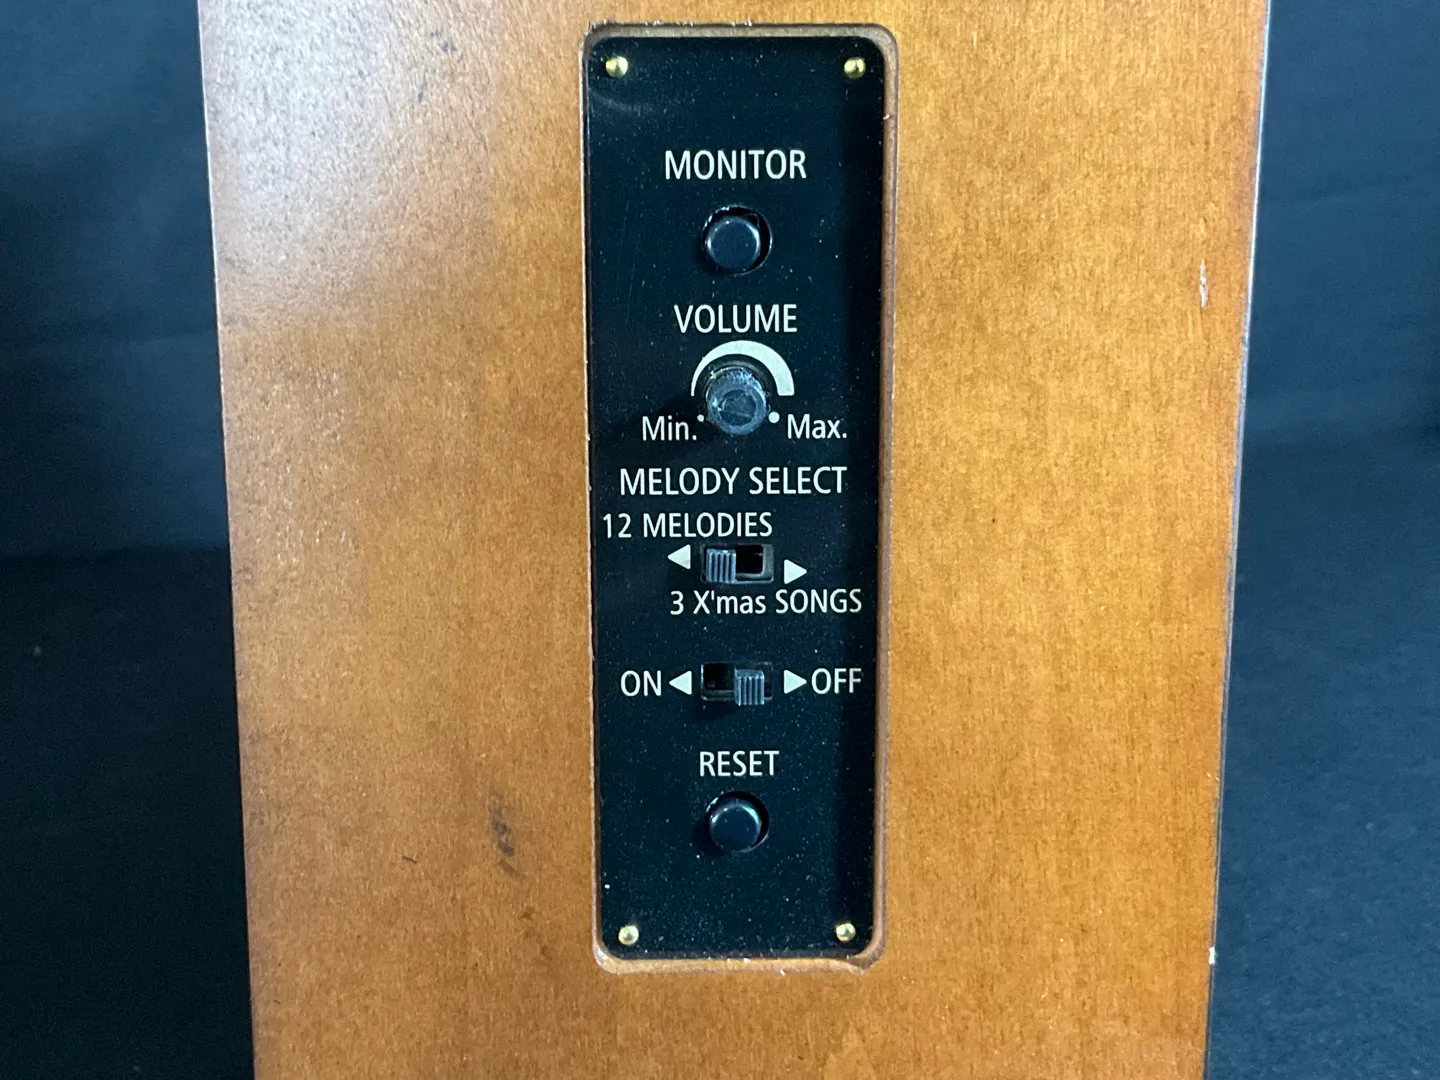 MONITOR
VOLUME
Min. Max.
MELODY SELECT
12 MELODIES
3 X'mas SONGS
ON OFF
RESET